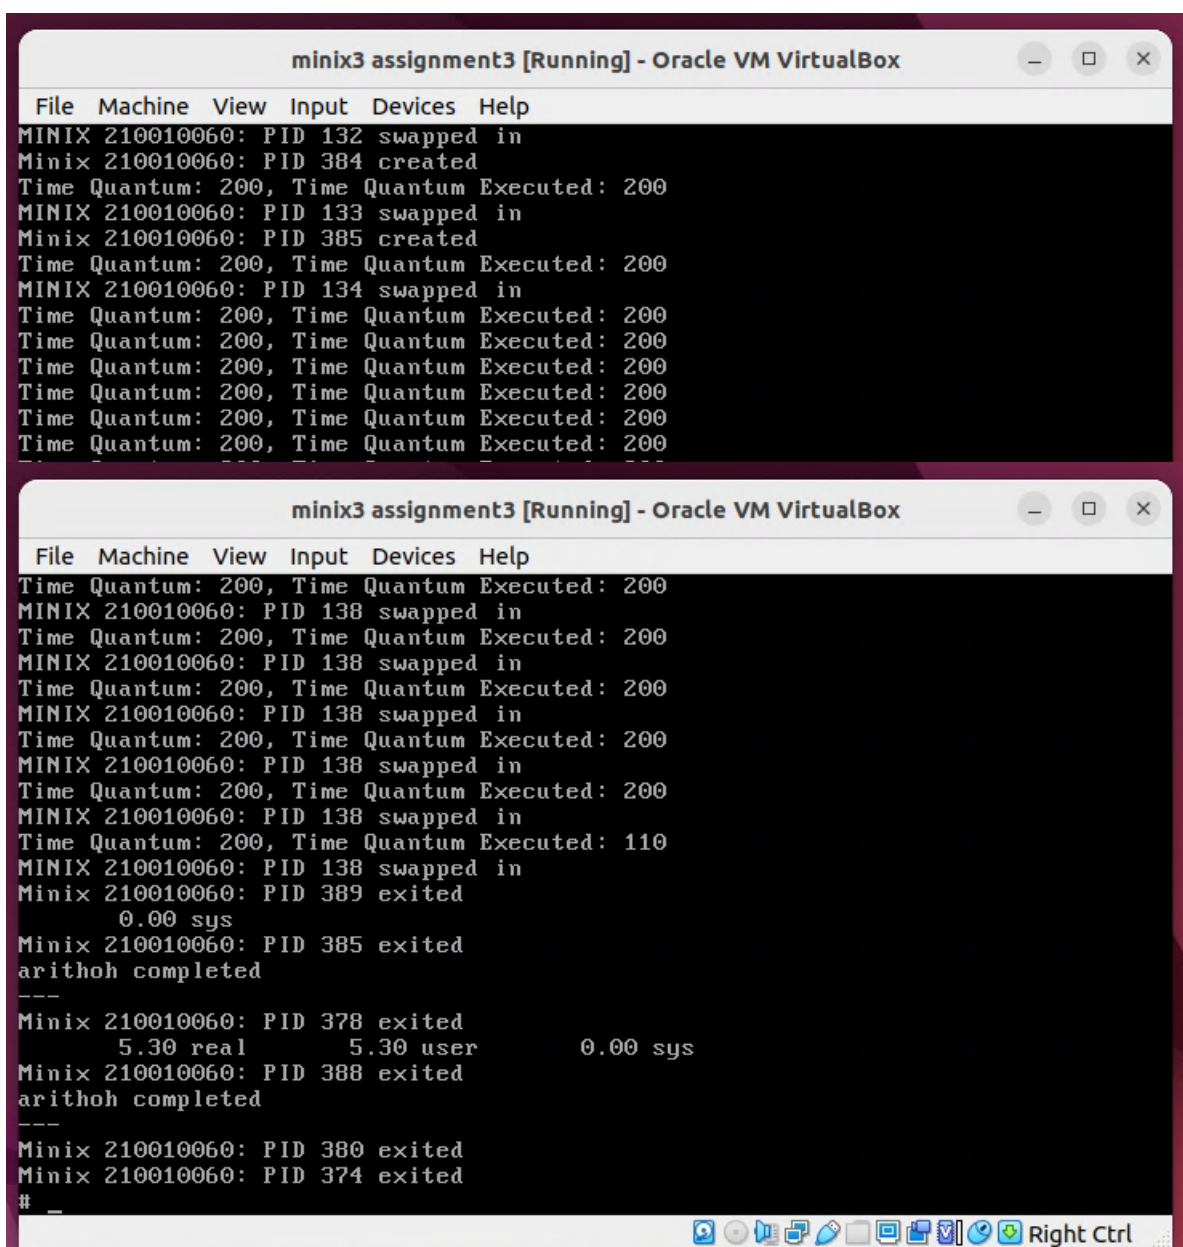 minix3 assignment3 [Running] - Oracle VM VirtualBox
File Machine View Input Devices Help
MINIX 210010060: PID 132 swapped in
Minix 210010060: PID 384 created
Time Quantum: 200, Time Quantum Executed: 200
MINIX 210010060: PID 133 swapped in
Minix 210010060: PID 385 created
Time Quantum: 200, Time Quantum Executed: 200
MINIX 210010060: PID 134 swapped in
Time Quantum: 200, Time Quantum Executed: 200
Time Quantum: 200, Time Quantum Executed: 200
Time Quantum: 200, Time Quantum Executed: 200
Time Quantum: 200, Time Quantum Executed: 200
Time Quantum: 200, Time Quantum Executed: 200
Time Quantum: 200, Time Quantum Executed: 200
minix3 assignment3 [Running] - Oracle VM VirtualBox
File Machine View Input Devices Help
Time Quantum: 200, Time Quantum Executed: 200
MINIX 210010060: PID 138 swapped in
Time Quantum: 200, Time Quantum Executed: 200
MINIX 210010060: PID 138 swapped in
Time Quantum: 200, Time Quantum Executed: 200
MINIX 210010060: PID 138 swapped in
Time Quantum: 200, Time Quantum Executed: 200
MINIX 210010060: PID 138 swapped in
Time Quantum: 200, Time Quantum Executed: 200
MINIX 210010060: PID 138 swapped in
Time Quantum: 200, Time Quantum Executed: 110
MINIX 210010060: PID 138 swapped in
Minix 210010060: PID 389 exited
0.00 sys
Minix 210010060: PID 385 exited
arithoh completed
---
Minix 210010060: PID 378 exited
5.30 real 5.30 user 0.00 sys
Minix 210010060: PID 388 exited
arithoh completed
---
Minix 210010060: PID 380 exited
Minix 210010060: PID 374 exited
# _
Right Ctrl